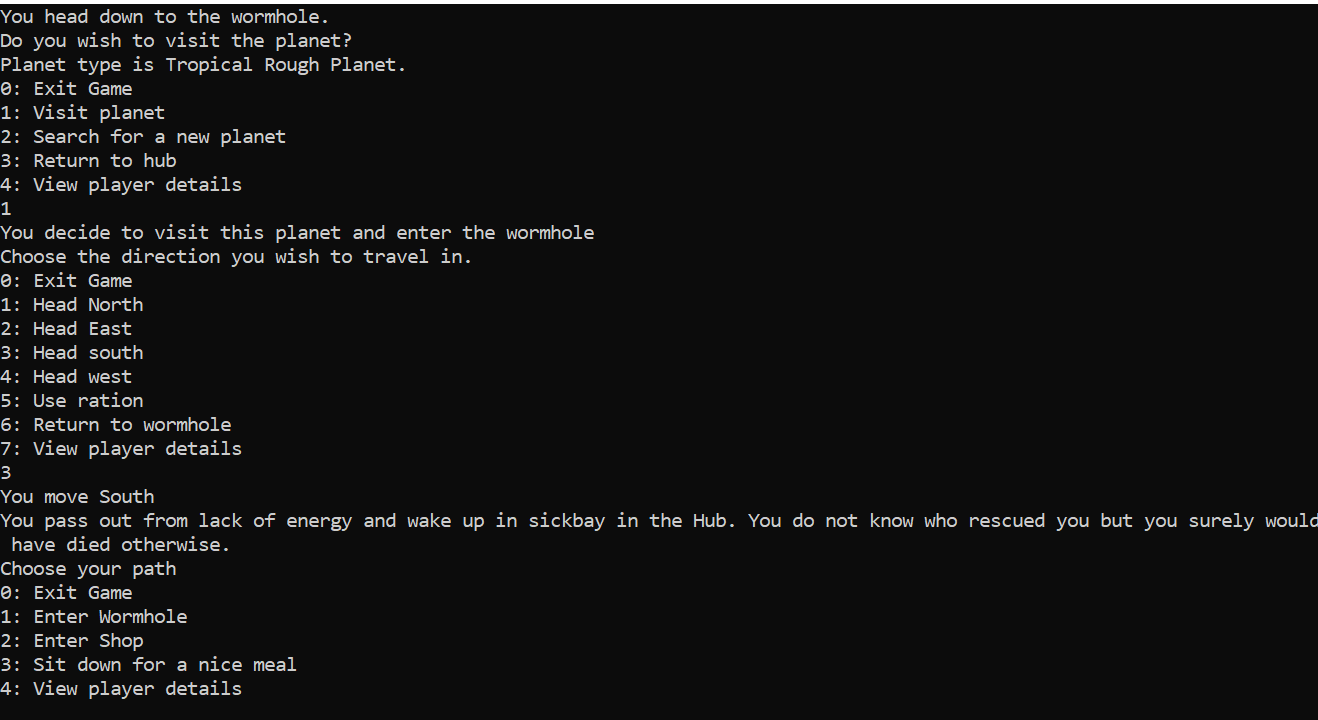 You head down to the wormhole.
Do you wish to visit the planet?
Planet type is Tropical Rough Planet.
0: Exit Game
1: Visit planet
2: Search for a new planet
3: Return to hub
4: View player details
1
You decide to visit this planet and enter the wormhole
Choose the direction you wish to travel in.
0: Exit Game
1: Head North
2: Head East
3: Head south
4: Head west
5: Use ration
6: Return to wormhole
7: View player details
3
You move South
You pass out from lack of energy and wake up in sickbay in the Hub. You do not know who rescued you but you surely would
 have died otherwise.
Choose your path
0: Exit Game
1: Enter Wormhole
2: Enter Shop
3: Sit down for a nice meal
4: View player details